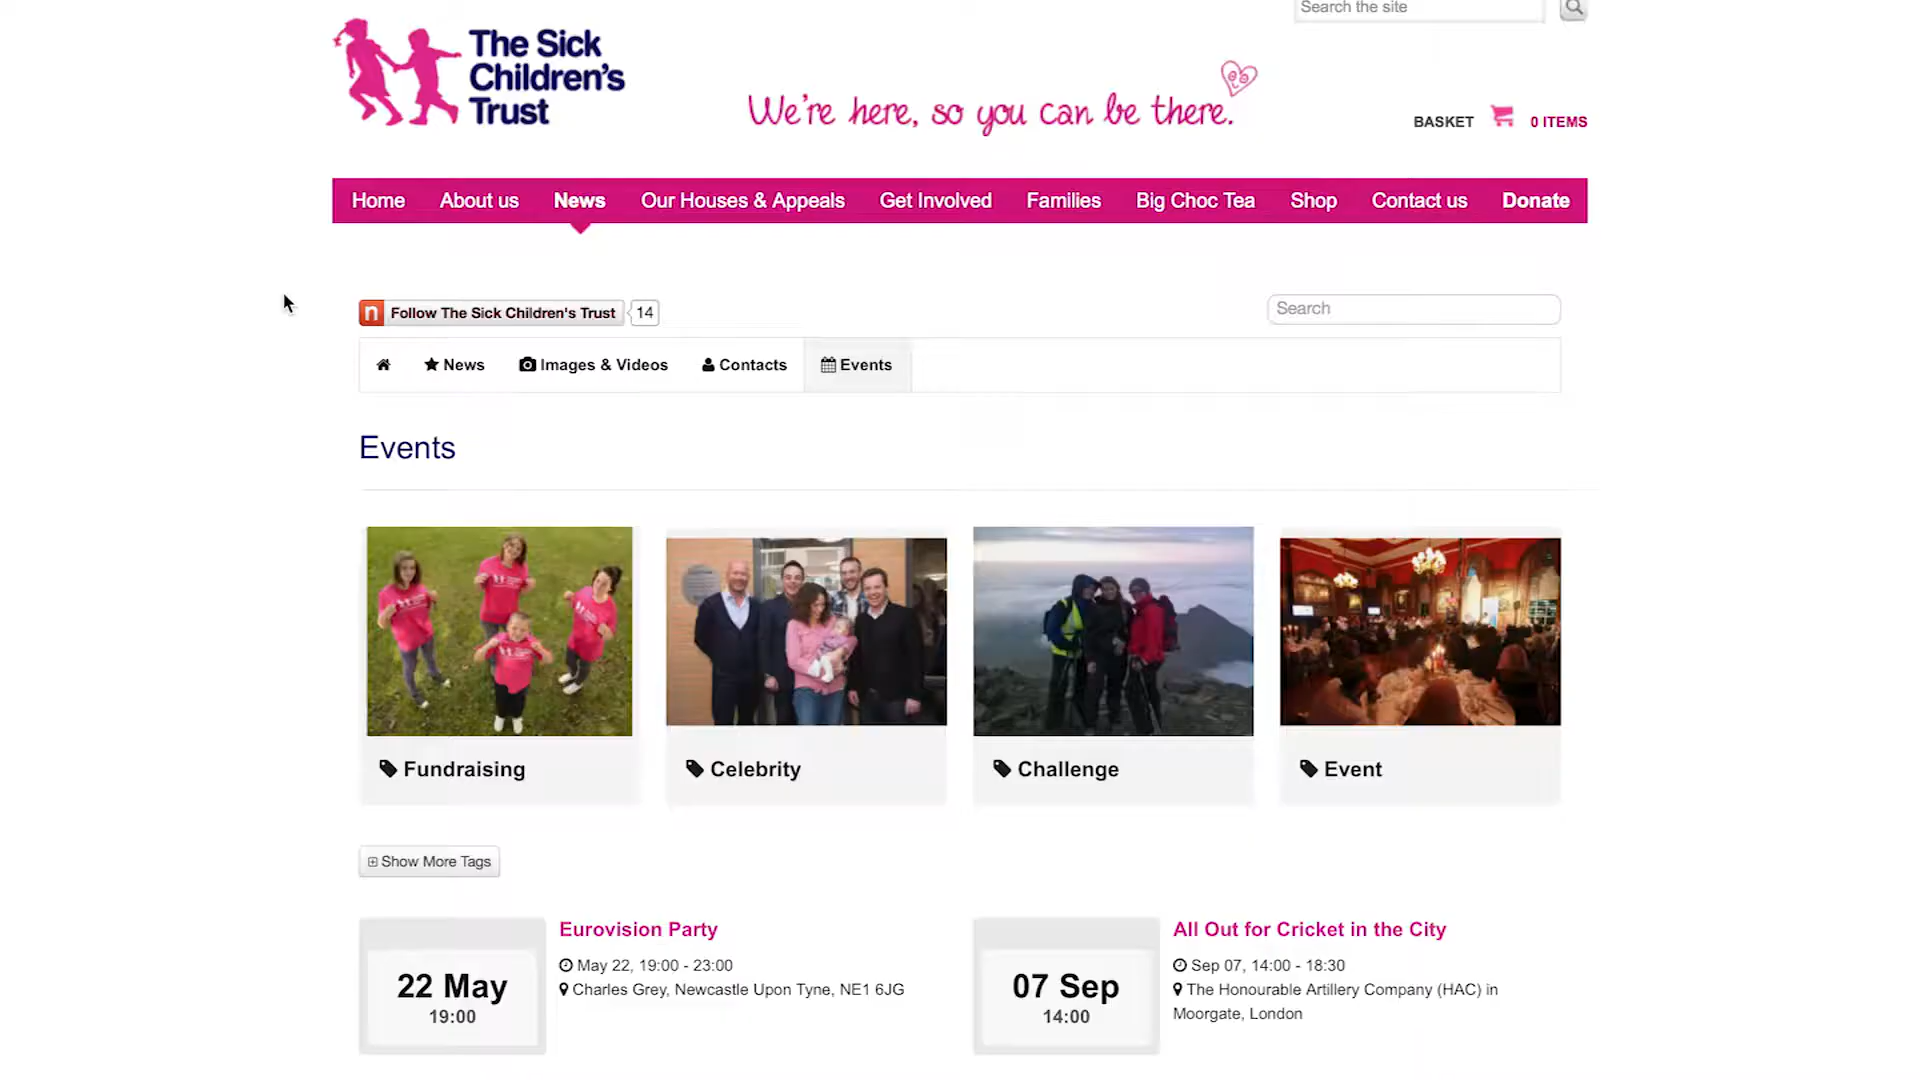 Search the site
The Sick
Children's
Trust
We're here, so you can be there.
BASKET 0 ITEMS
Home About us News Our Houses & Appeals Get Involved Families Big Choc Tea Shop Contact us Donate
Follow The Sick Children's Trust 14
Search
News Images & Videos Contacts Events
Events
Fundraising Celebrity Challenge Event
Show More Tags
22 May
19:00
Eurovision Party
May 22, 19:00 - 23:00
Charles Grey, Newcastle Upon Tyne, NE1 6JG
07 Sep
14:00
All Out for Cricket in the City
Sep 07, 14:00 - 18:30
The Honourable Artillery Company (HAC) in
Moorgate, London